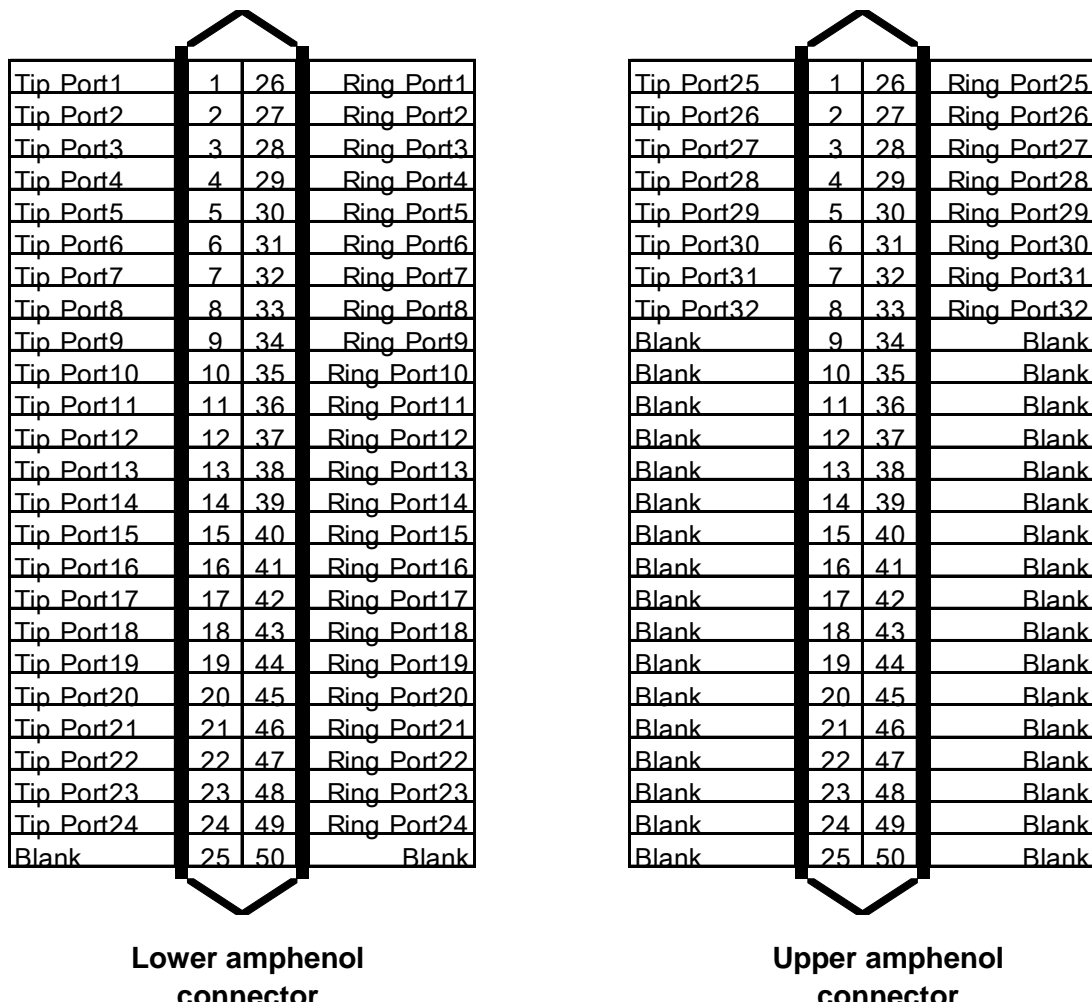 Tip Port1 1 26 Ring Port1
Tip Port2 2 27 Ring Port2
Tip Port3 3 28 Ring Port3
Tip Port4 4 29 Ring Port4
Tip Port5 5 30 Ring Port5
Tip Port6 6 31 Ring Port6
Tip Port7 7 32 Ring Port7
Tip Port8 8 33 Ring Port8
Tip Port9 9 34 Ring Port9
Tip Port10 10 35 Ring Port10
Tip Port11 11 36 Ring Port11
Tip Port12 12 37 Ring Port12
Tip Port13 13 38 Ring Port13
Tip Port14 14 39 Ring Port14
Tip Port15 15 40 Ring Port15
Tip Port16 16 41 Ring Port16
Tip Port17 17 42 Ring Port17
Tip Port18 18 43 Ring Port18
Tip Port19 19 44 Ring Port19
Tip Port20 20 45 Ring Port20
Tip Port21 21 46 Ring Port21
Tip Port22 22 47 Ring Port22
Tip Port23 23 48 Ring Port23
Tip Port24 24 49 Ring Port24
Blank 25 50 Blank
Lower amphenol
connector
Tip Port25 1 26 Ring Port25
Tip Port26 2 27 Ring Port26
Tip Port27 3 28 Ring Port27
Tip Port28 4 29 Ring Port28
Tip Port29 5 30 Ring Port29
Tip Port30 6 31 Ring Port30
Tip Port31 7 32 Ring Port31
Tip Port32 8 33 Ring Port32
Blank 9 34 Blank
Blank 10 35 Blank
Blank 11 36 Blank
Blank 12 37 Blank
Blank 13 38 Blank
Blank 14 39 Blank
Blank 15 40 Blank
Blank 16 41 Blank
Blank 17 42 Blank
Blank 18 43 Blank
Blank 19 44 Blank
Blank 20 45 Blank
Blank 21 46 Blank
Blank 22 47 Blank
Blank 23 48 Blank
Blank 24 49 Blank
Blank 25 50 Blank
Upper amphenol
connector